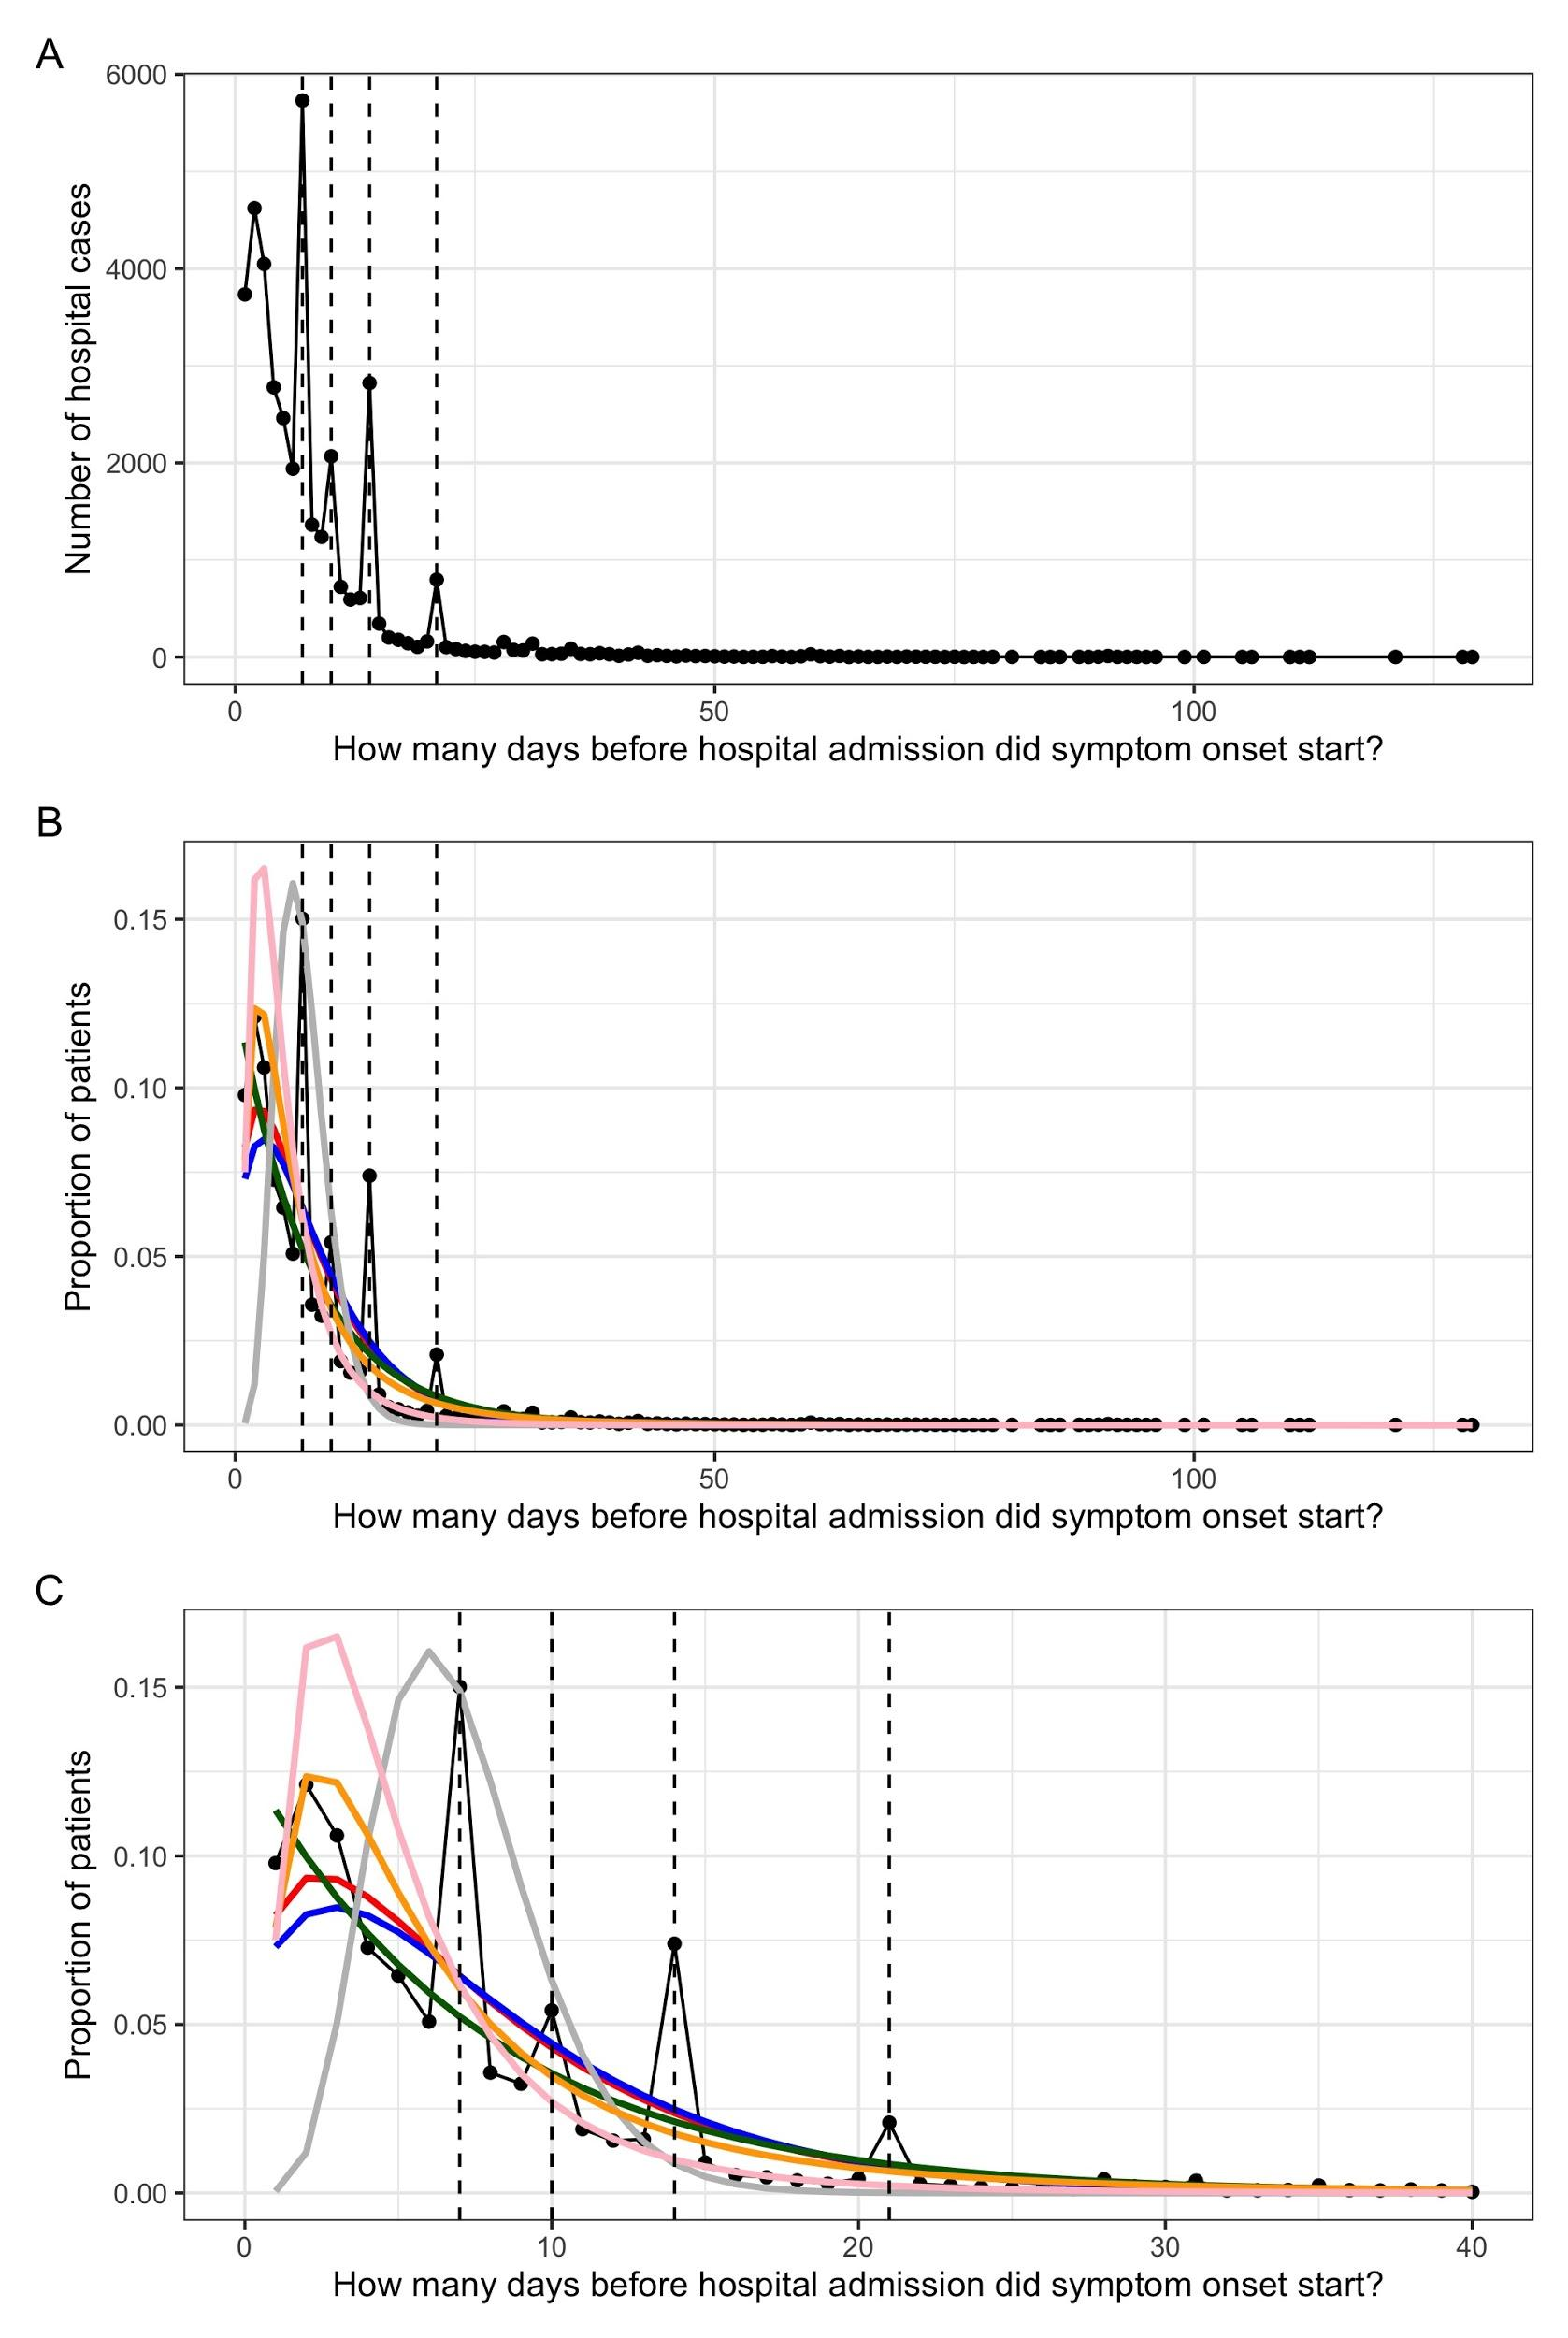 A
6000
4000
2000
0
Number of hospital cases
0 50 100
How many days before hospital admission did symptom onset start?
B
0.15
0.10
0.05
0.00
Proportion of patients
0 50 100
How many days before hospital admission did symptom onset start?
C
0.15
0.10
0.05
0.00
Proportion of patients
0 10 20 30 40
How many days before hospital admission did symptom onset start?